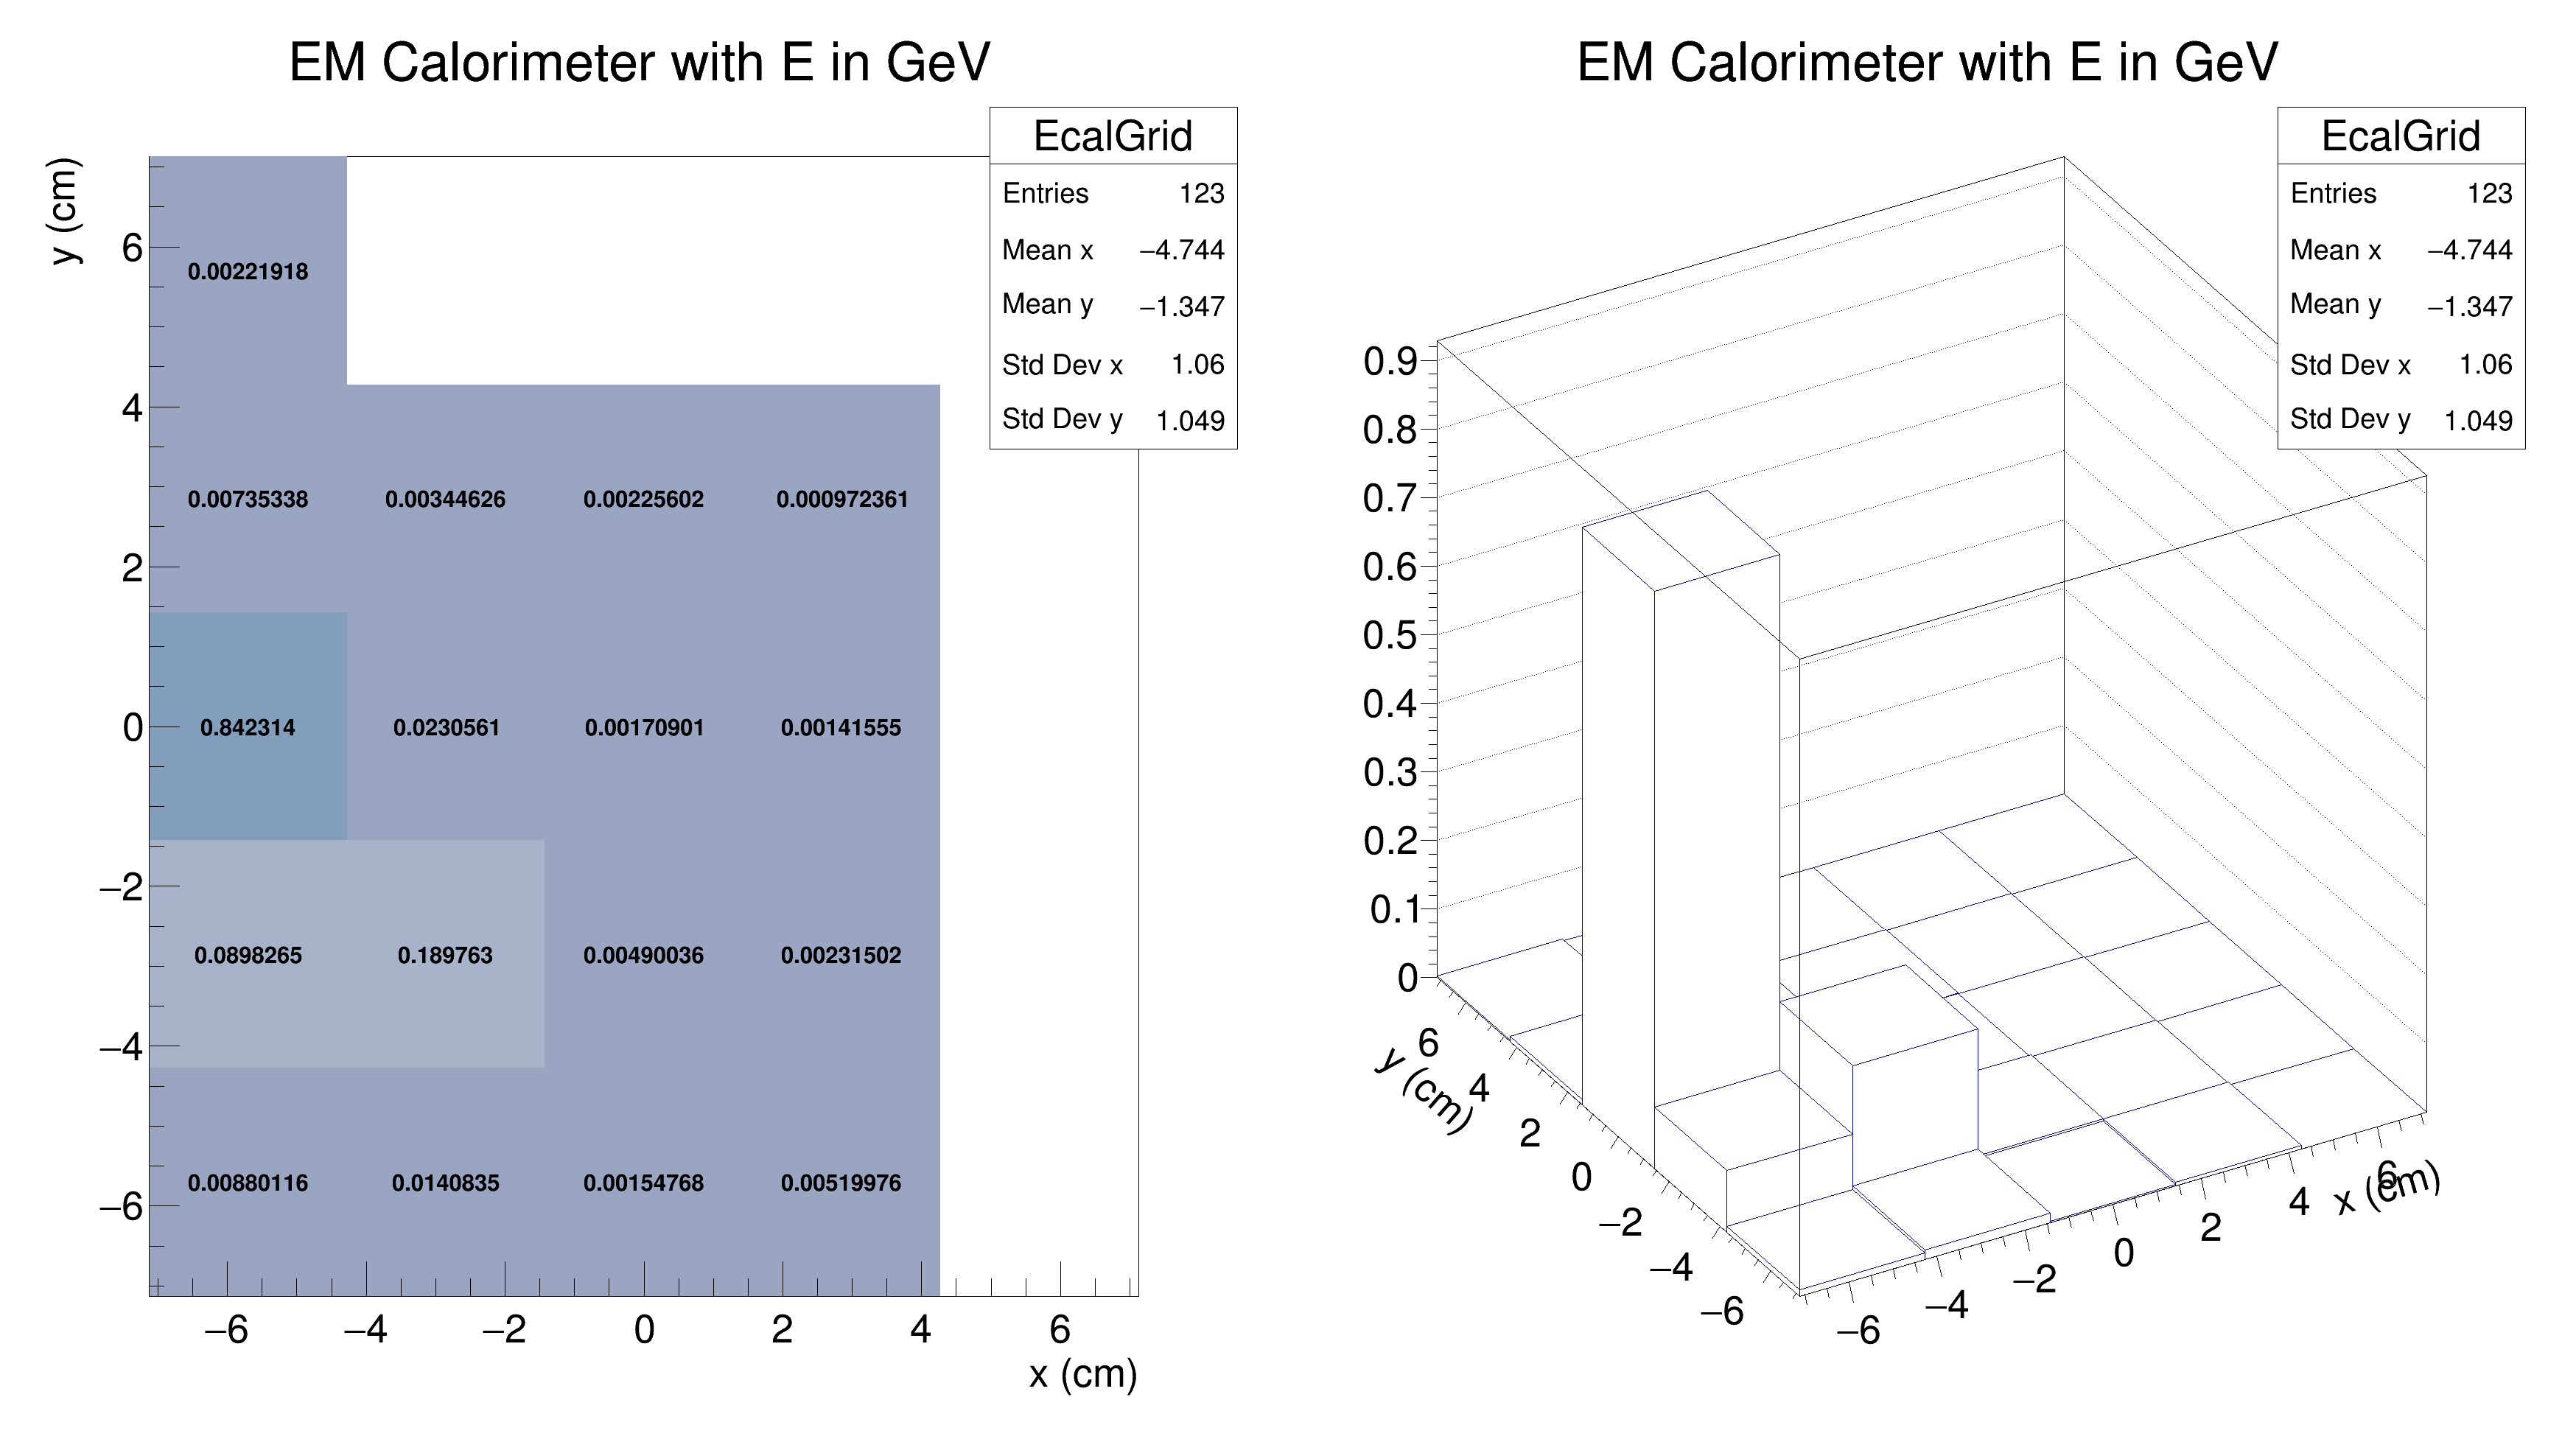 EM Calorimeter with E in GeV
EcalGrid
Entries 123
Mean x −4.744
Mean y −1.347
Std Dev x 1.06
Std Dev y 1.049
y (cm)
6
4
2
0
−2
−4
−6
0.00221918
0.00735338 0.00344626 0.00225602 0.000972361
0.842314 0.0230561 0.00170901 0.00141555
0.0898265 0.189763 0.00490036 0.00231502
0.00880116 0.0140835 0.00154768 0.00519976
−6 −4 −2 0 2 4 6
x (cm)
EM Calorimeter with E in GeV
EcalGrid
Entries 123
Mean x −4.744
Mean y −1.347
Std Dev x 1.06
Std Dev y 1.049
0.9
0.8
0.7
0.6
0.5
0.4
0.3
0.2
0.1
0
y (cm)
6
4
2
0
−2
−4
−6
−6
−4
−2
0
2
4
6
x (cm)